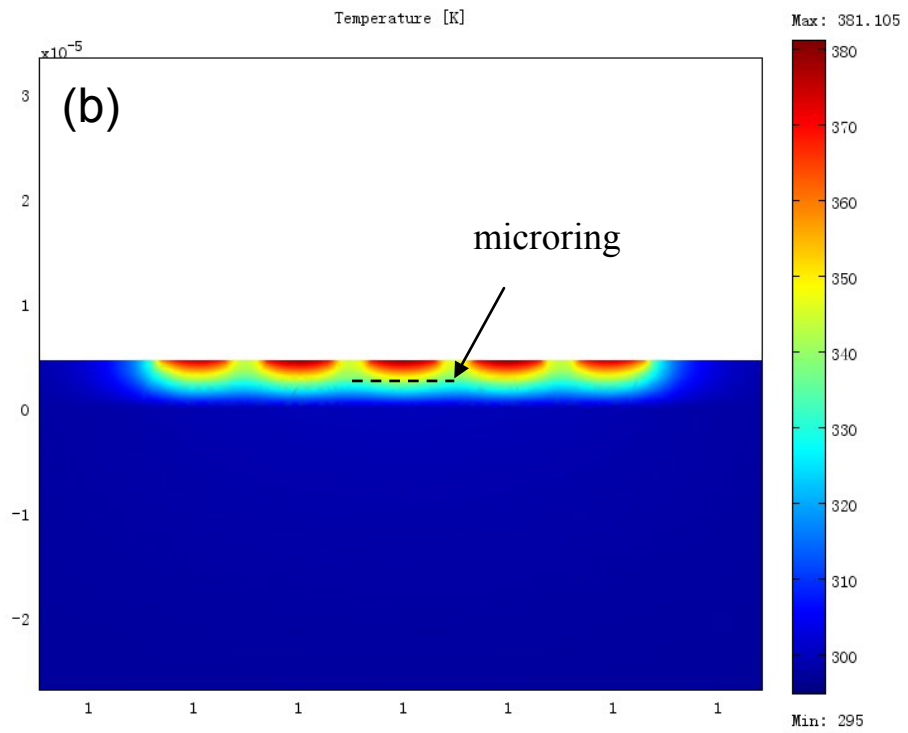 Temperature [K]
Max: 381.105
x10⁻⁵
(b)
microring
3
2
1
0
-1
-2
1 1 1 1 1 1 1
380
370
360
350
340
330
320
310
300
Min: 295